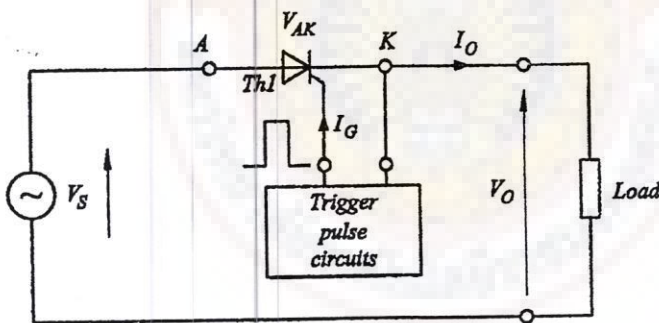 V_AK
A
K
I_O
Th1
I_G
V_S
Trigger
pulse
circuits
V_O
Load